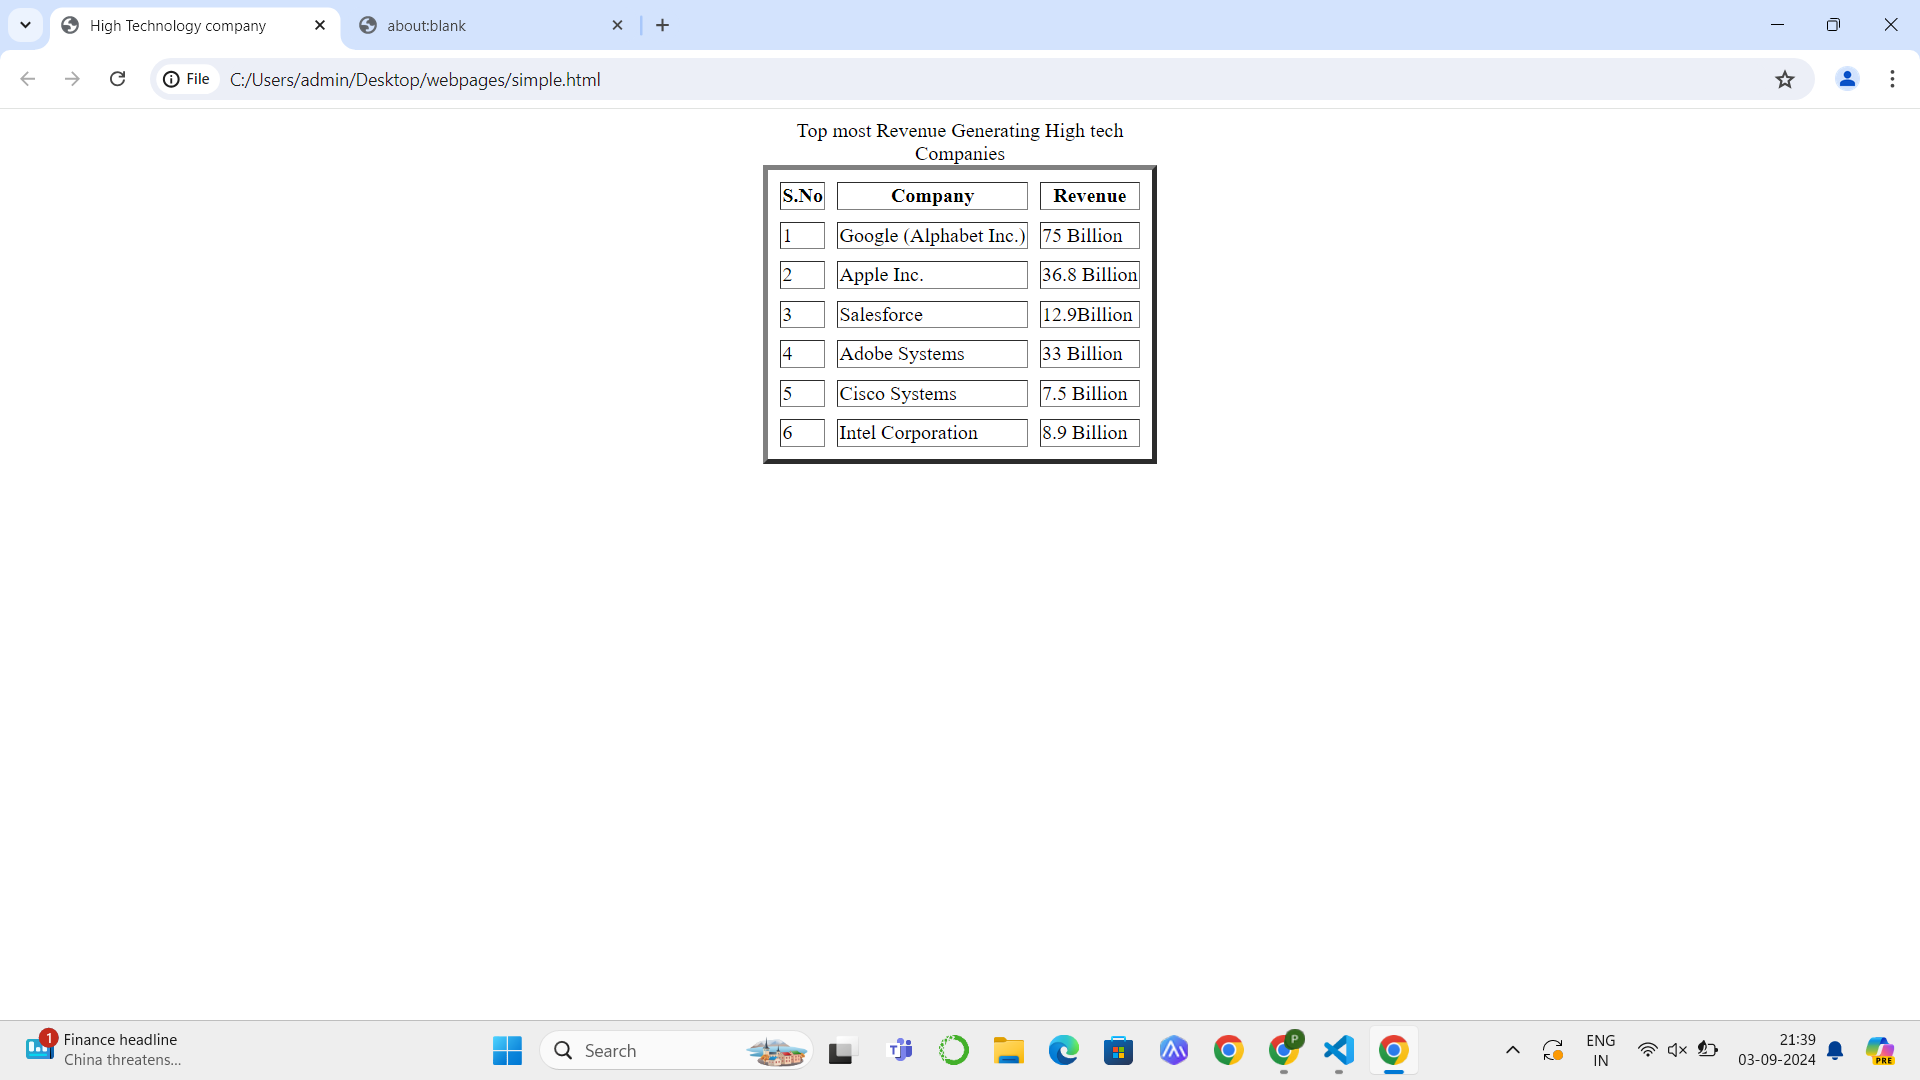 High Technology company
about:blank
File
C:/Users/admin/Desktop/webpages/simple.html
Top most Revenue Generating High tech
Companies
S.No Company Revenue
1 Google (Alphabet Inc.) 75 Billion
2 Apple Inc. 36.8 Billion
3 Salesforce 12.9Billion
4 Adobe Systems 33 Billion
5 Cisco Systems 7.5 Billion
6 Intel Corporation 8.9 Billion
1
Finance headline
China threatens...
Search
P
ENG
IN
21:39
03-09-2024
PRE